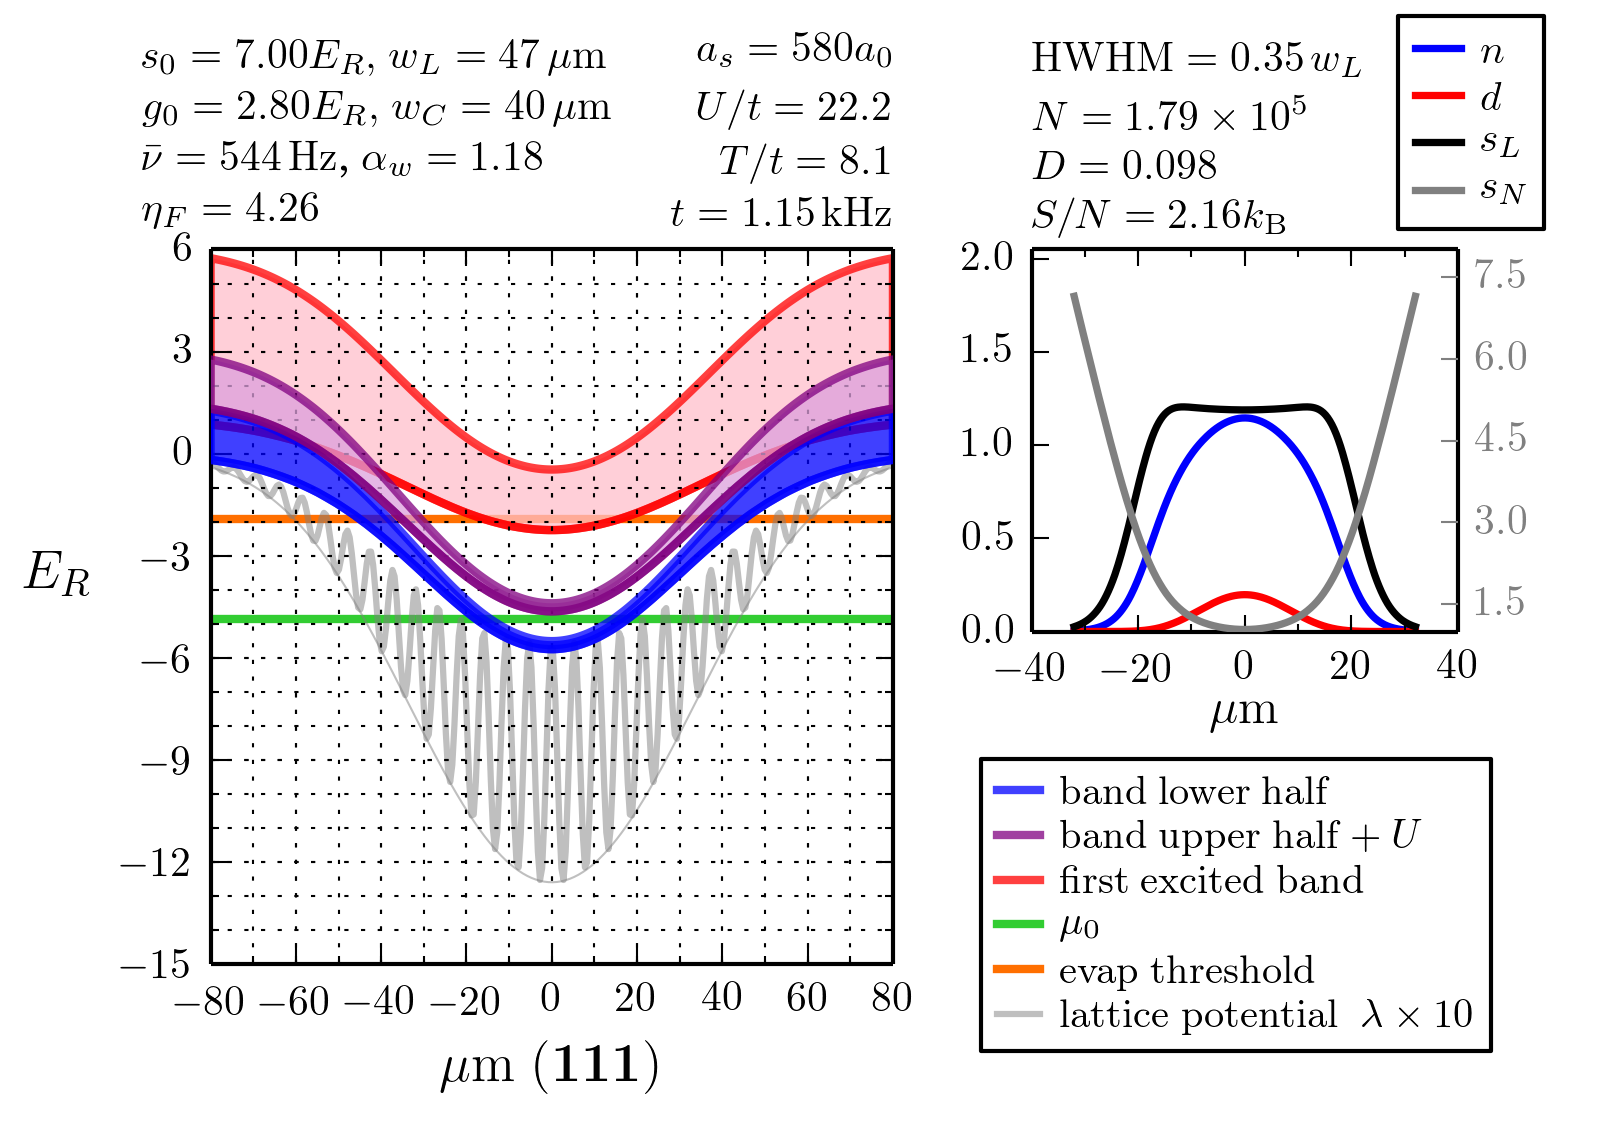 s₀ = 7.00E_R, w_L = 47 μm
g₀ = 2.80E_R, w_C = 40 μm
ν̄ = 544 Hz, α_w = 1.18
η_F = 4.26
a_s = 580a₀
U/t = 22.2
T/t = 8.1
t = 1.15 kHz
HWHM = 0.35 w_L
N = 1.79 × 10⁵
D = 0.098
S/N = 2.16k_B
n
d
s_L
s_N
6
3
0
−3
−6
−9
−12
−15
E_R
−80 −60 −40 −20 0 20 40 60 80
μm (111)
2.0
1.5
1.0
0.5
0.0
7.5
6.0
4.5
3.0
1.5
−40 −20 0 20 40
μm
band lower half
band upper half + U
first excited band
μ₀
evap threshold
lattice potential λ × 10